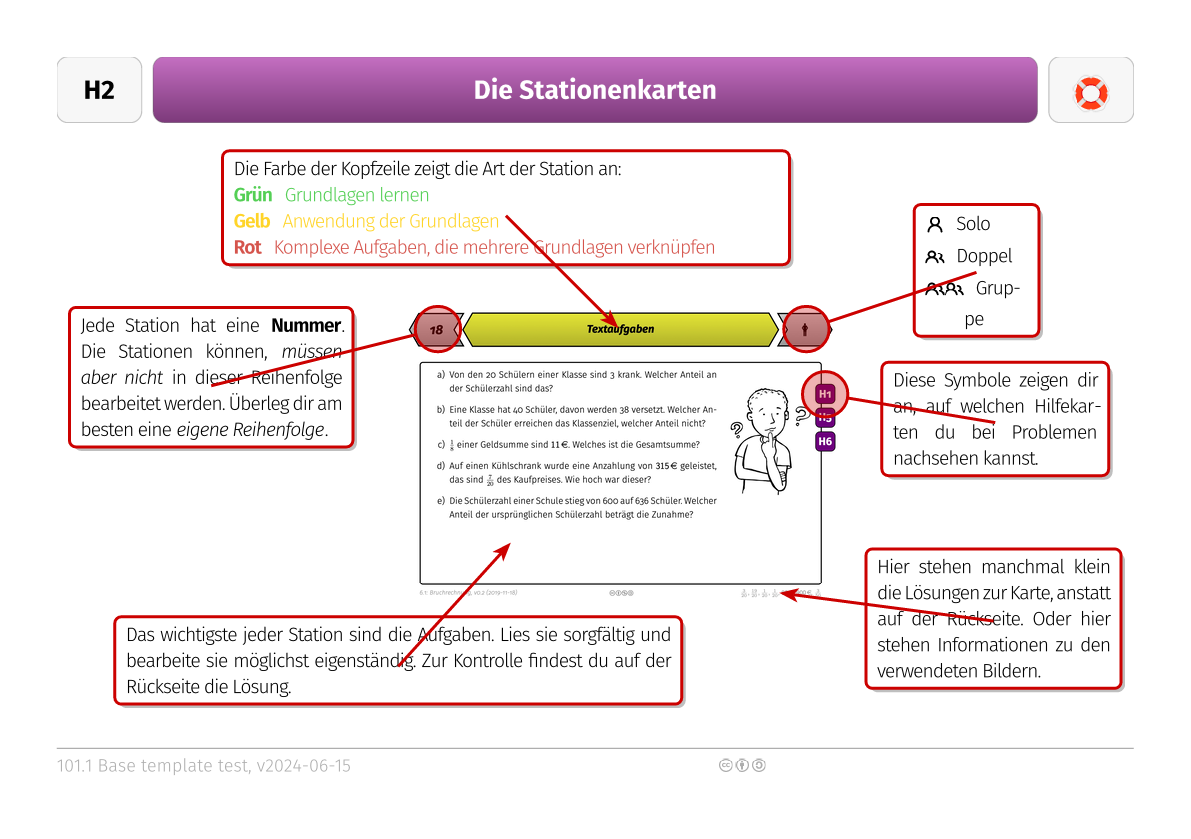 H2
Die Stationenkarten
Die Farbe der Kopfzeile zeigt die Art der Station an:
Grün Grundlagen lernen
Gelb Anwendung der Grundlagen
Rot Komplexe Aufgaben, die mehrere Grundlagen verknüpfen
Solo
Doppel
Grup-
pe
Jede Station hat eine Nummer.
Die Stationen können, müssen
aber nicht in dieser Reihenfolge
bearbeitet werden. Überleg dir am
besten eine eigene Reihenfolge.
18
Textaufgaben
a) Von den 20 Schülern einer Klasse sind 3 krank. Welcher Anteil an
der Schülerzahl sind das?
b) Eine Klasse hat 40 Schüler, davon werden 38 versetzt. Welcher An-
teil der Schüler erreichen das Klassenziel, welcher Anteil nicht?
c) 1/8 einer Geldsumme sind 11 €. Welches ist die Gesamtsumme?
d) Auf einen Kühlschrank wurde eine Anzahlung von 315 € geleistet,
das sind 7/20 des Kaufpreises. Wie hoch war dieser?
e) Die Schülerzahl einer Schule stieg von 600 auf 636 Schüler. Welcher
Anteil der ursprünglichen Schülerzahl beträgt die Zunahme?
? ?
H1
H5
H6
Diese Symbole zeigen dir
an, auf welchen Hilfekar-
ten du bei Problemen
nachsehen kannst.
6.1: Bruchrechnung, v0.2 (2019-11-18)
Hier stehen manchmal klein
die Lösungen zur Karte, anstatt
auf der Rückseite. Oder hier
stehen Informationen zu den
verwendeten Bildern.
Das wichtigste jeder Station sind die Aufgaben. Lies sie sorgfältig und
bearbeite sie möglichst eigenständig. Zur Kontrolle findest du auf der
Rückseite die Lösung.
101.1 Base template test, v2024-06-15